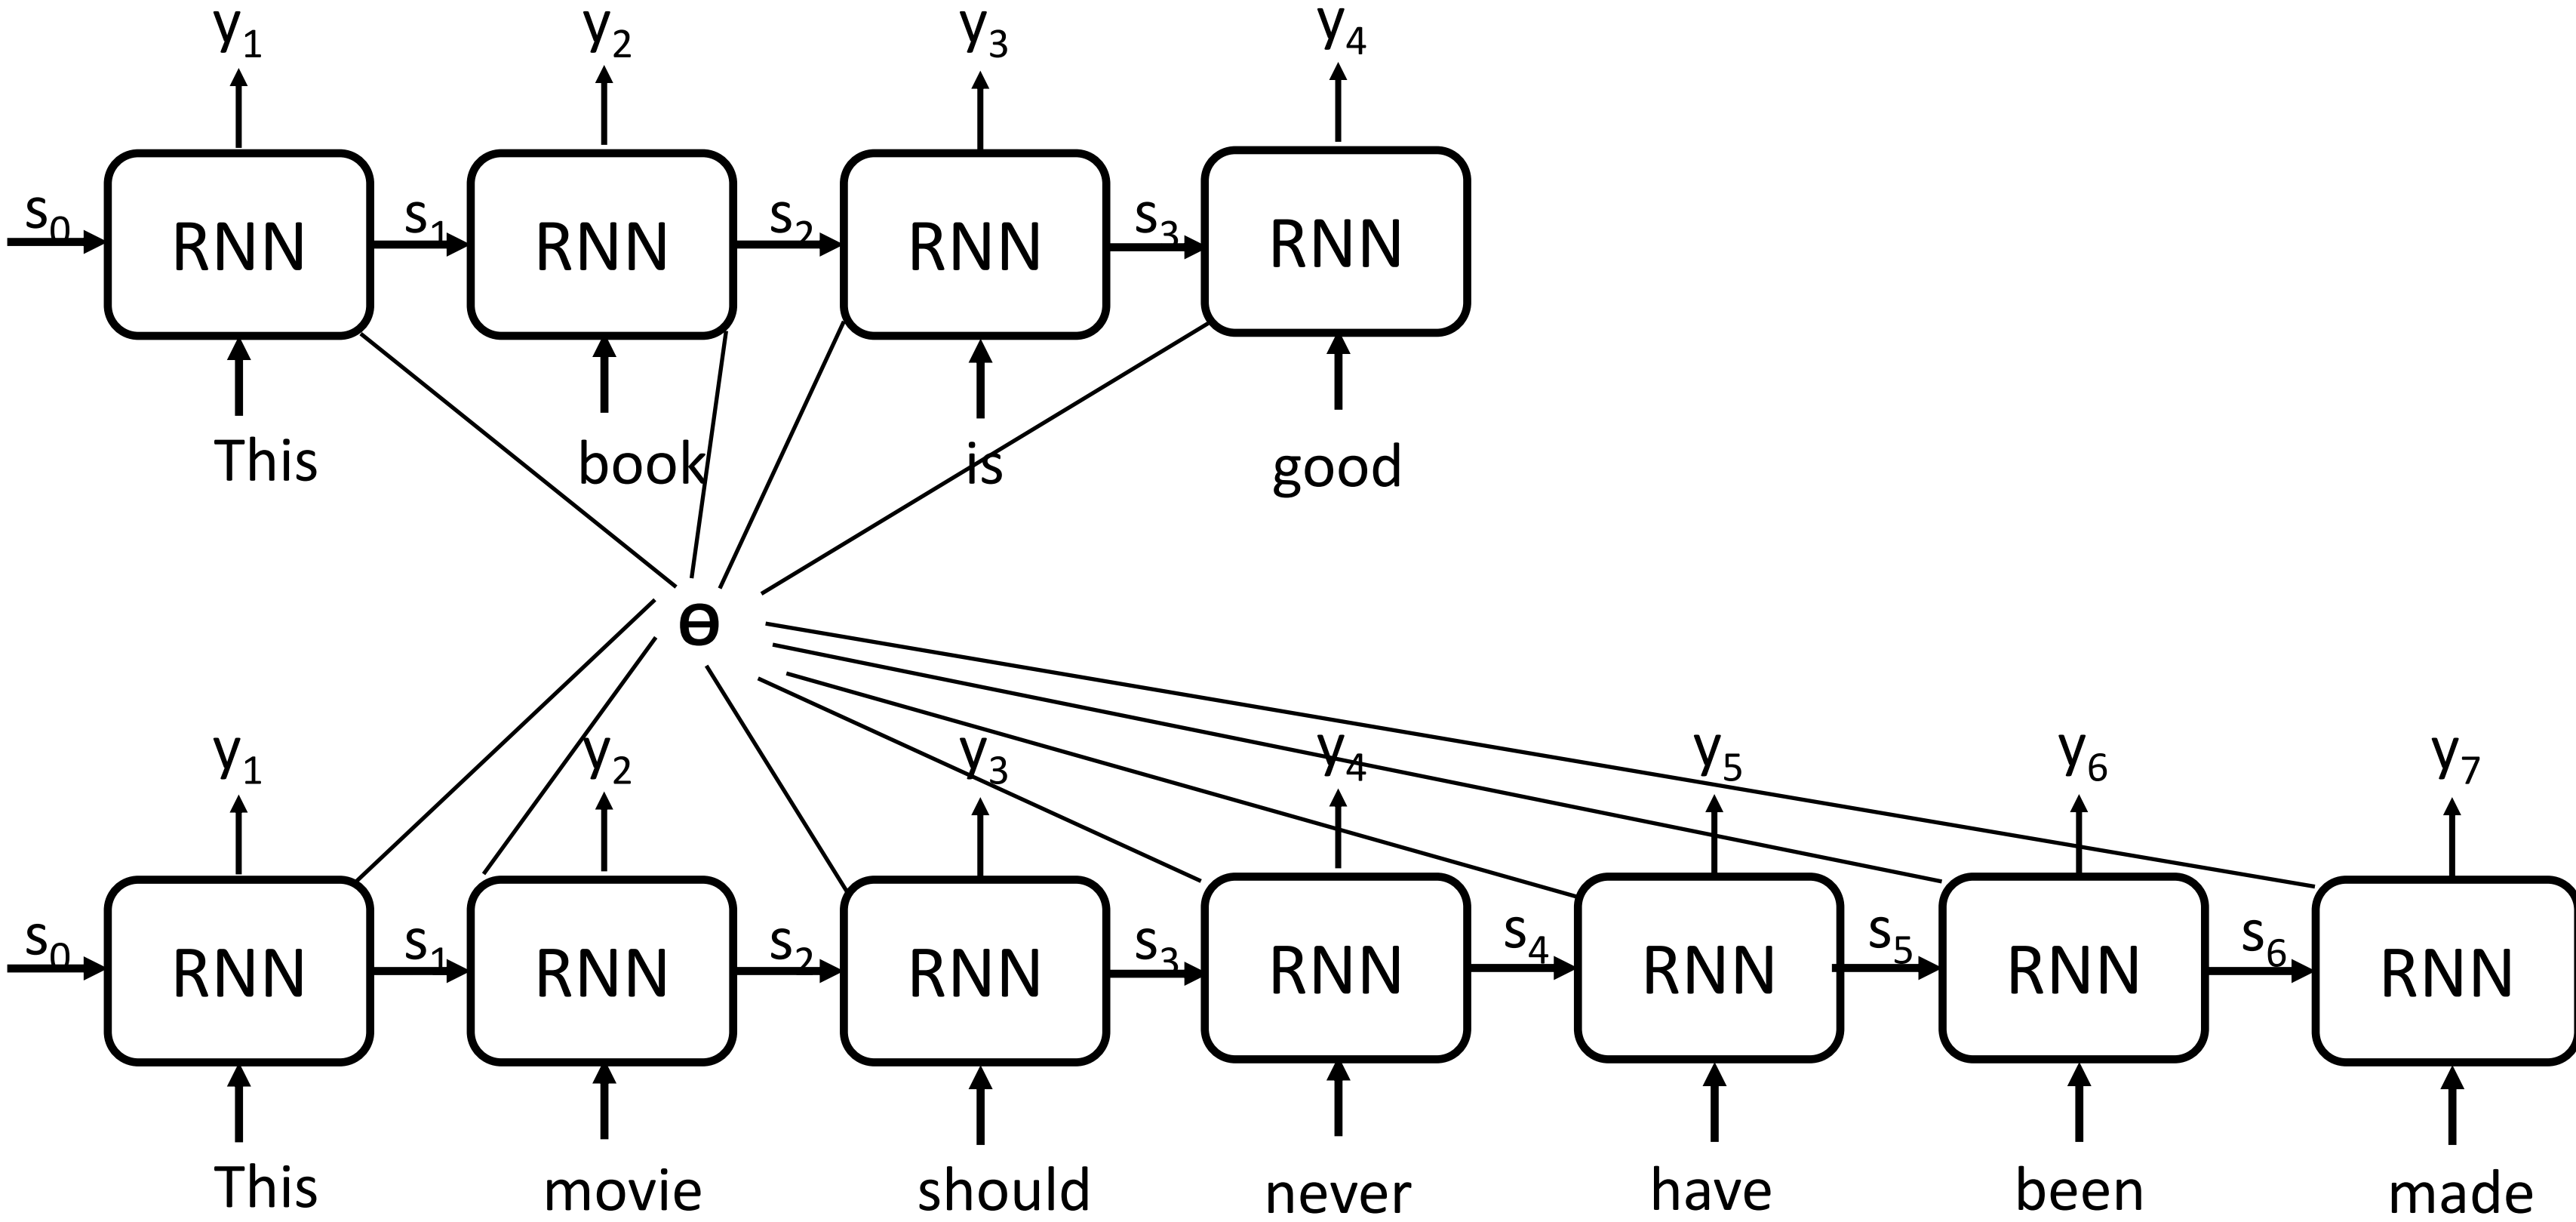 y₁ y₂ y₃ y₄
s₀ RNN s₁ RNN s₂ RNN s₃ RNN
This book is good
Ө
y₁ y₂ y₃ y₄ y₅ y₆ y₇
s₀ RNN s₁ RNN s₂ RNN s₃ RNN s₄ RNN s₅ RNN s₆ RNN
This movie should never have been made